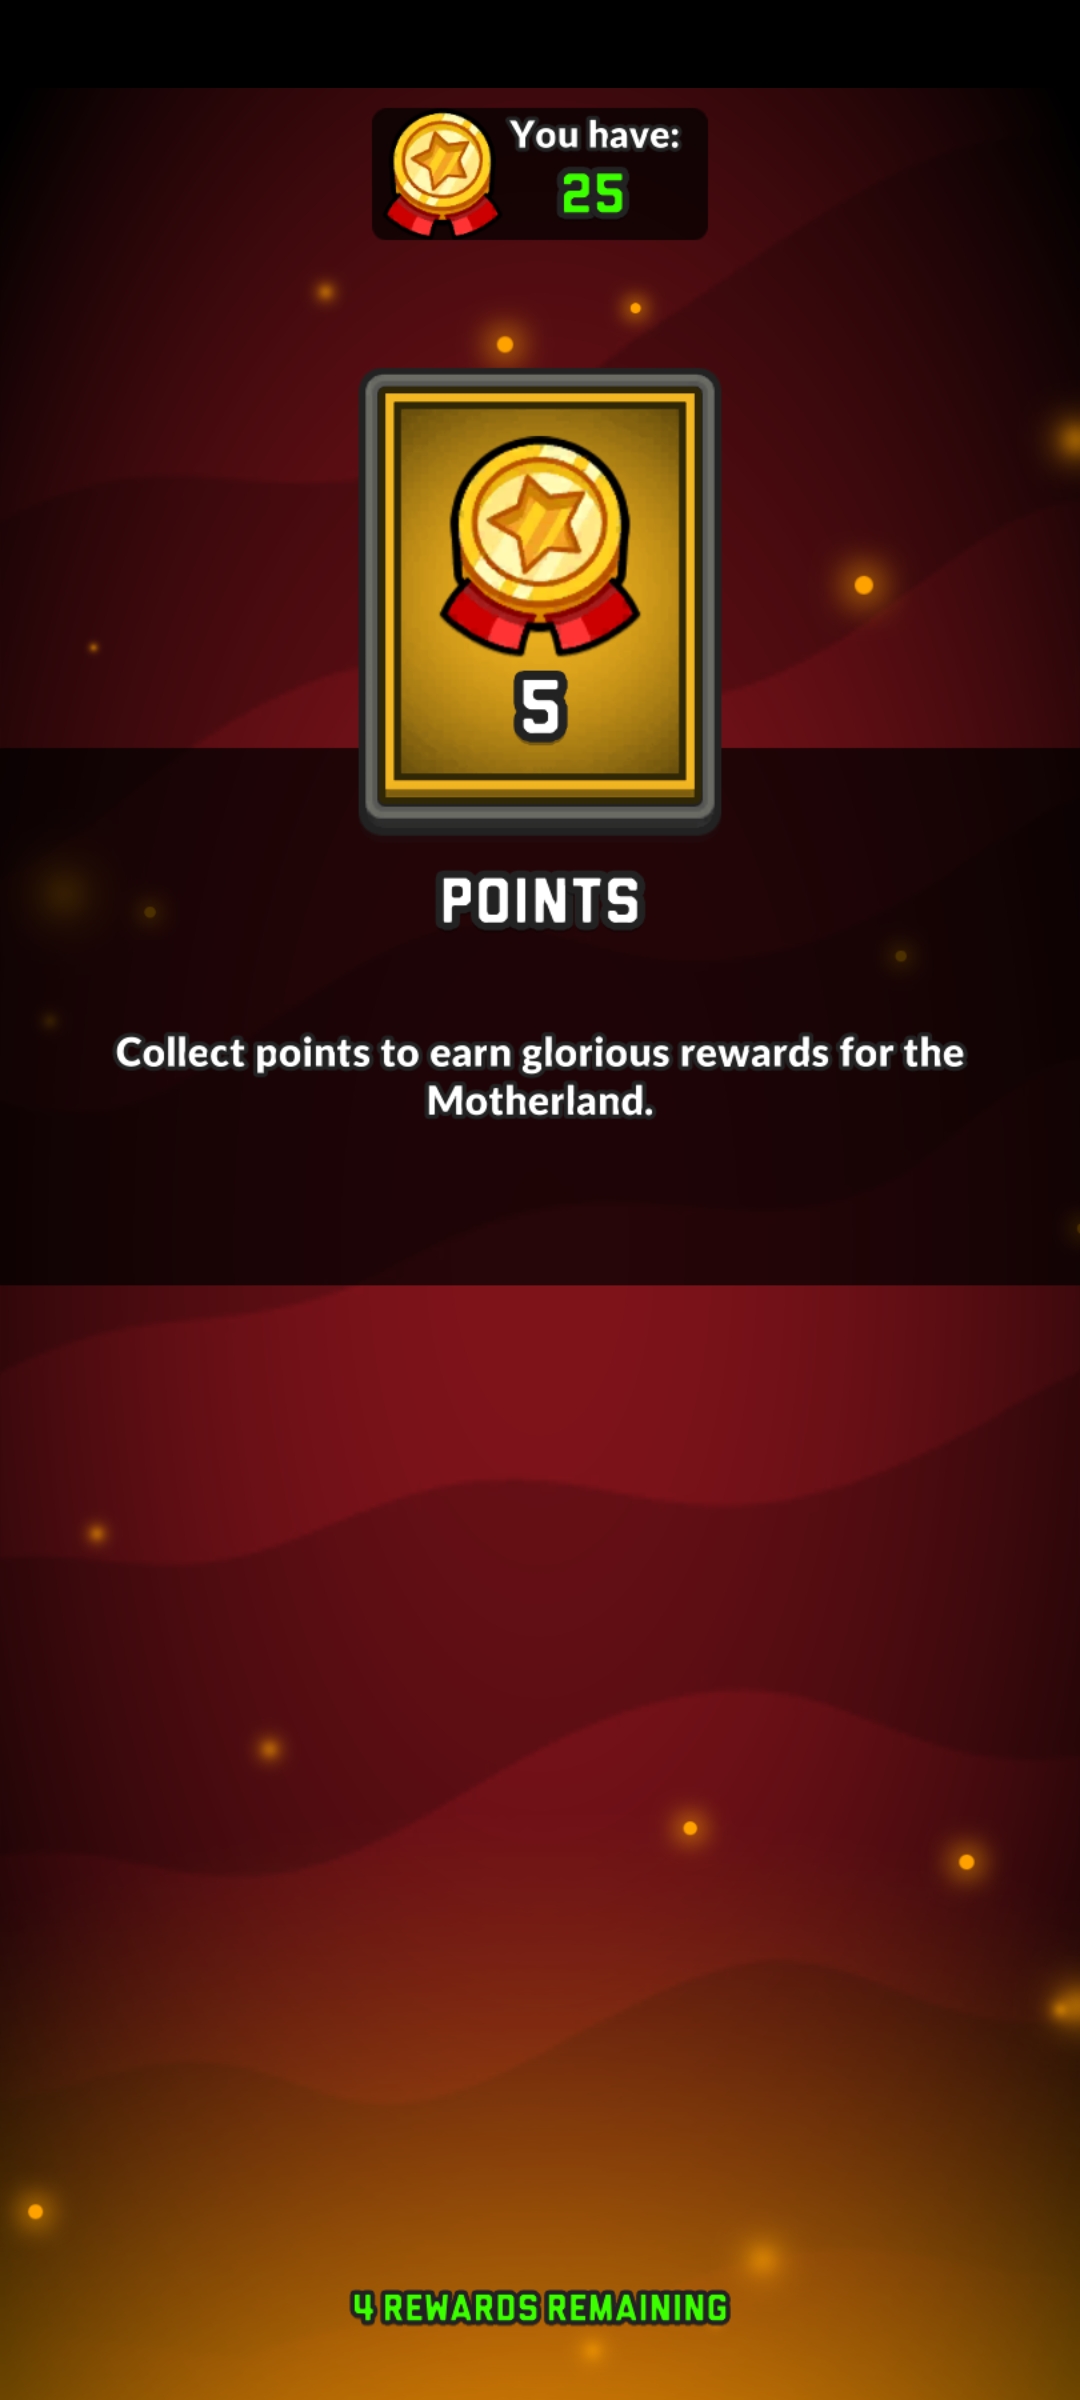 You have:
25
5
POINTS
Collect points to earn glorious rewards for the
Motherland.
4 REWARDS REMAINING